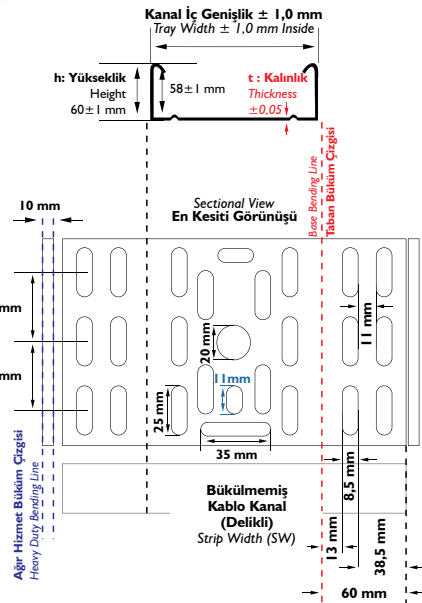 Kanal İç Genişlik ± 1,0 mm
Tray Width ± 1,0 mm Inside
h: Yükseklik
Height
60±1 mm
58±1 mm
t : Kalınlık
Thickness
±0,05
10 mm
Sectional View
En Kesiti Görünüşü
Base Bending Line
Taban Büküm Çizgisi
mm
mm
20 mm
11 mm
11mm
25 mm
35 mm
8,5 mm
Ağır Hizmet Büküm Çizgisi
Heavy Duty Bending Line
Bükülmemiş
Kablo Kanal
(Delikli)
Strip Width (SW)
13 mm
38,5 mm
60 mm